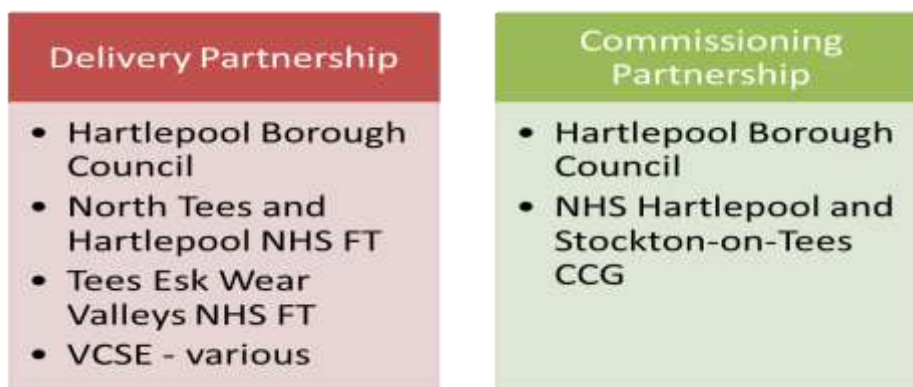 Delivery Partnership
• Hartlepool Borough
Council
• North Tees and
Hartlepool NHS FT
• Tees Esk Wear
Valleys NHS FT
• VCSE - various
Commissioning
Partnership
• Hartlepool Borough
Council
• NHS Hartlepool and
Stockton-on-Tees
CCG